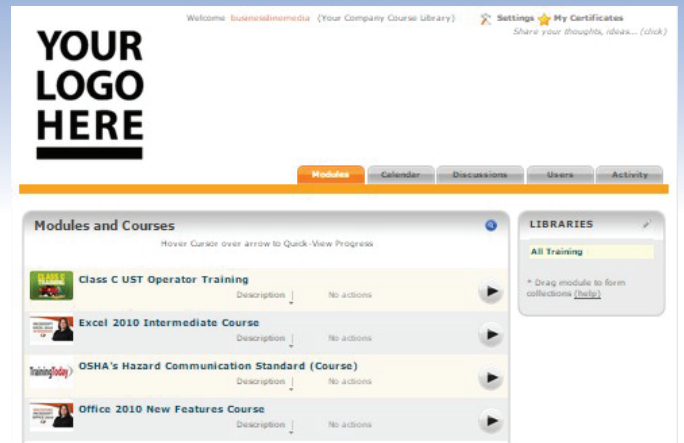 Welcome businesslinemedia (Your Company Course Library)
Settings My Certificates
Share your thoughts, ideas... (click)
YOUR
LOGO
HERE
Modules Calendar Discussions Users Activity
Modules and Courses
Hover Cursor over arrow to Quick-View Progress
CLASS C
TRAINING
Class C UST Operator Training
Description No actions
Excel 2010 Intermediate Course
Description No actions
TrainingToday
OSHA's Hazard Communication Standard (Course)
Description No actions
Office 2010 New Features Course
Description No actions
LIBRARIES
All Training
* Drag module to form
collections (help)